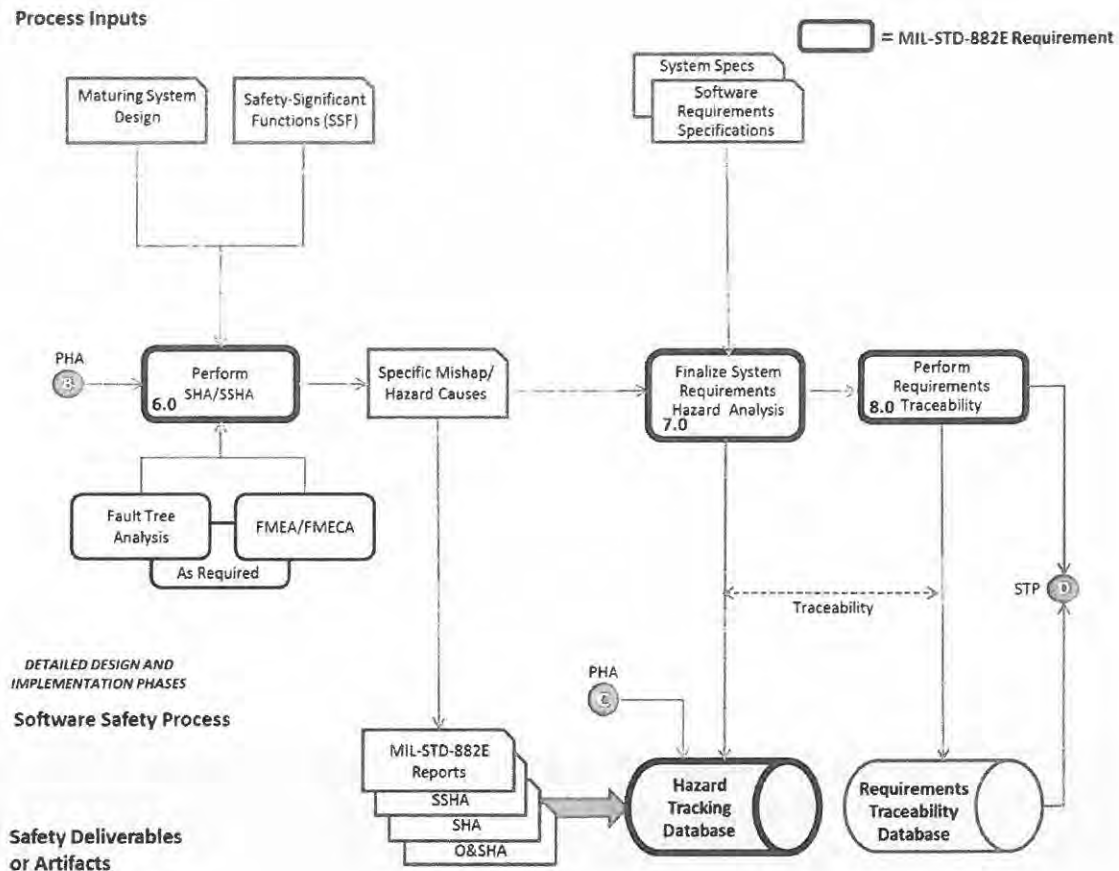 Process Inputs
= MIL-STD-882E Requirement
Maturing System
Design
Safety-Significant
Functions (SSF)
System Specs
Software
Requirements
Specifications
PHA
B
Perform
SHA/SSHA
6.0
Specific Mishap/
Hazard Causes
Finalize System
Requirements
Hazard Analysis
7.0
Perform
Requirements
Traceability
8.0
Fault Tree
Analysis
FMEA/FMECA
As Required
Traceability
STP
D
DETAILED DESIGN AND
IMPLEMENTATION PHASES
Software Safety Process
PHA
C
MIL-STD-882E
Reports
SSHA
SHA
O&SHA
Hazard
Tracking
Database
Requirements
Traceability
Database
Safety Deliverables
or Artifacts